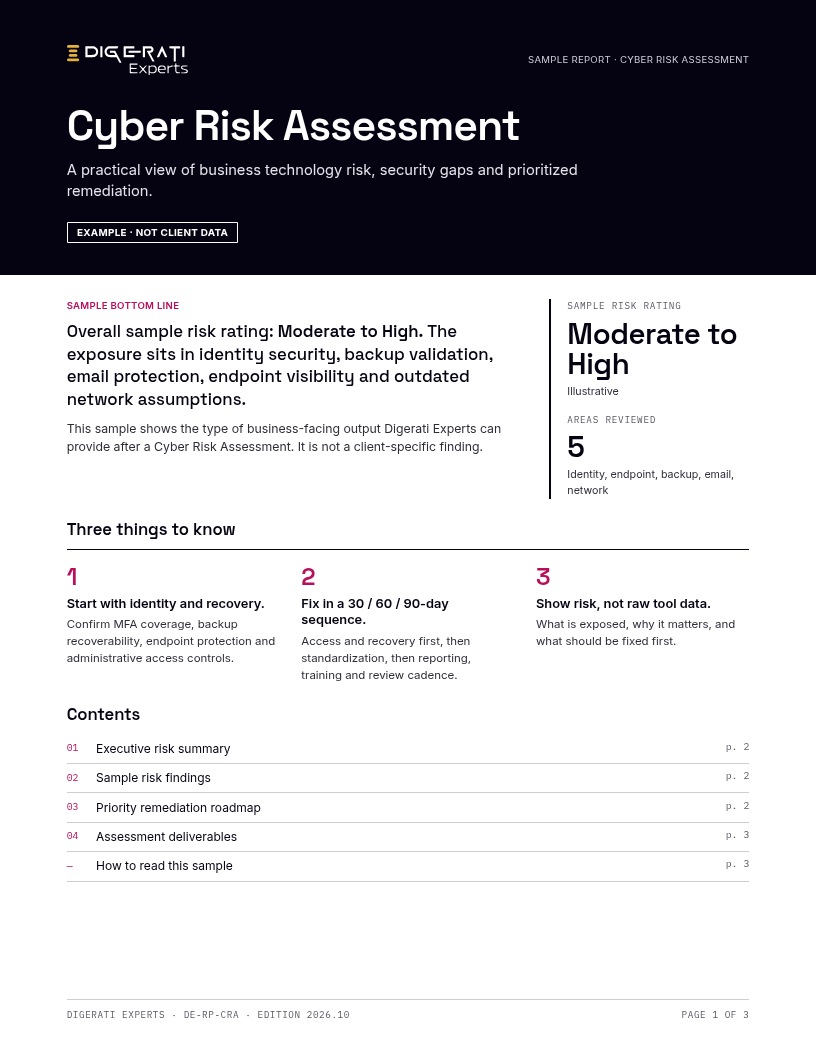 DIGERATI
Experts
SAMPLE REPORT · CYBER RISK ASSESSMENT
Cyber Risk Assessment
A practical view of business technology risk, security gaps and prioritized
remediation.
EXAMPLE · NOT CLIENT DATA
SAMPLE BOTTOM LINE
Overall sample risk rating: Moderate to High. The
exposure sits in identity security, backup validation,
email protection, endpoint visibility and outdated
network assumptions.
This sample shows the type of business-facing output Digerati Experts can
provide after a Cyber Risk Assessment. It is not a client-specific finding.
SAMPLE RISK RATING
Moderate to
High
Illustrative
AREAS REVIEWED
5
Identity, endpoint, backup, email,
network
Three things to know
1
Start with identity and recovery.
Confirm MFA coverage, backup
recoverability, endpoint protection and
administrative access controls.
2
Fix in a 30 / 60 / 90-day
sequence.
Access and recovery first, then
standardization, then reporting,
training and review cadence.
3
Show risk, not raw tool data.
What is exposed, why it matters, and
what should be fixed first.
Contents
01 Executive risk summary p. 2
02 Sample risk findings p. 2
03 Priority remediation roadmap p. 2
04 Assessment deliverables p. 3
— How to read this sample p. 3
DIGERATI EXPERTS · DE-RP-CRA · EDITION 2026.10
PAGE 1 OF 3